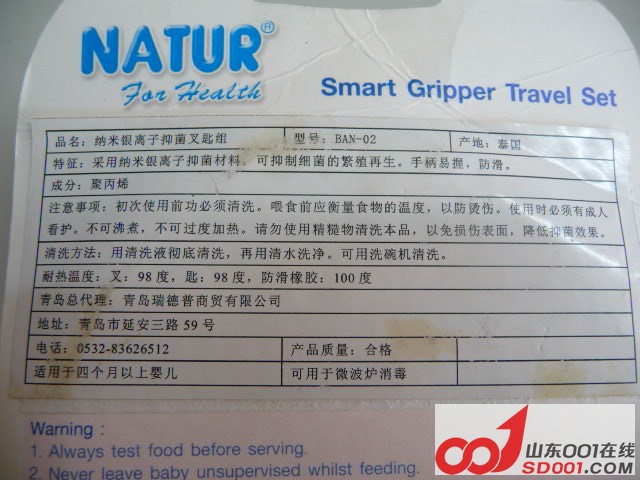 NATUR®
For Health
Smart Gripper Travel Set
品名：纳米银离子抑菌叉匙组 型号：BAN-02 产地：泰国
特征：采用纳米银离子抑菌材料，可抑制细菌的繁殖再生。手柄易握，防滑。
成分：聚丙烯
注意事项：初次使用前功必须清洗。喂食前应衡量食物的温度，以防烫伤。使用时必须有成人
看护。不可沸煮，不可过度加热。请勿使用精糙物清洗本品，以免损伤表面，降低抑菌效果。
清洗方法：用清洗液彻底清洗，再用清水洗净。可用洗碗机清洗。
耐热温度：叉：98度，匙：98度，防滑橡胶：100度
青岛总代理：青岛瑞德普商贸有限公司
地址：青岛市延安三路59号
电话：0532-83626512 产品质量：合格
适用于四个月以上婴儿 可用于微波炉消毒
Warning :
1. Always test food before serving.
2. Never leave baby unsupervised whilst feeding.
山东001在线
SD001.com